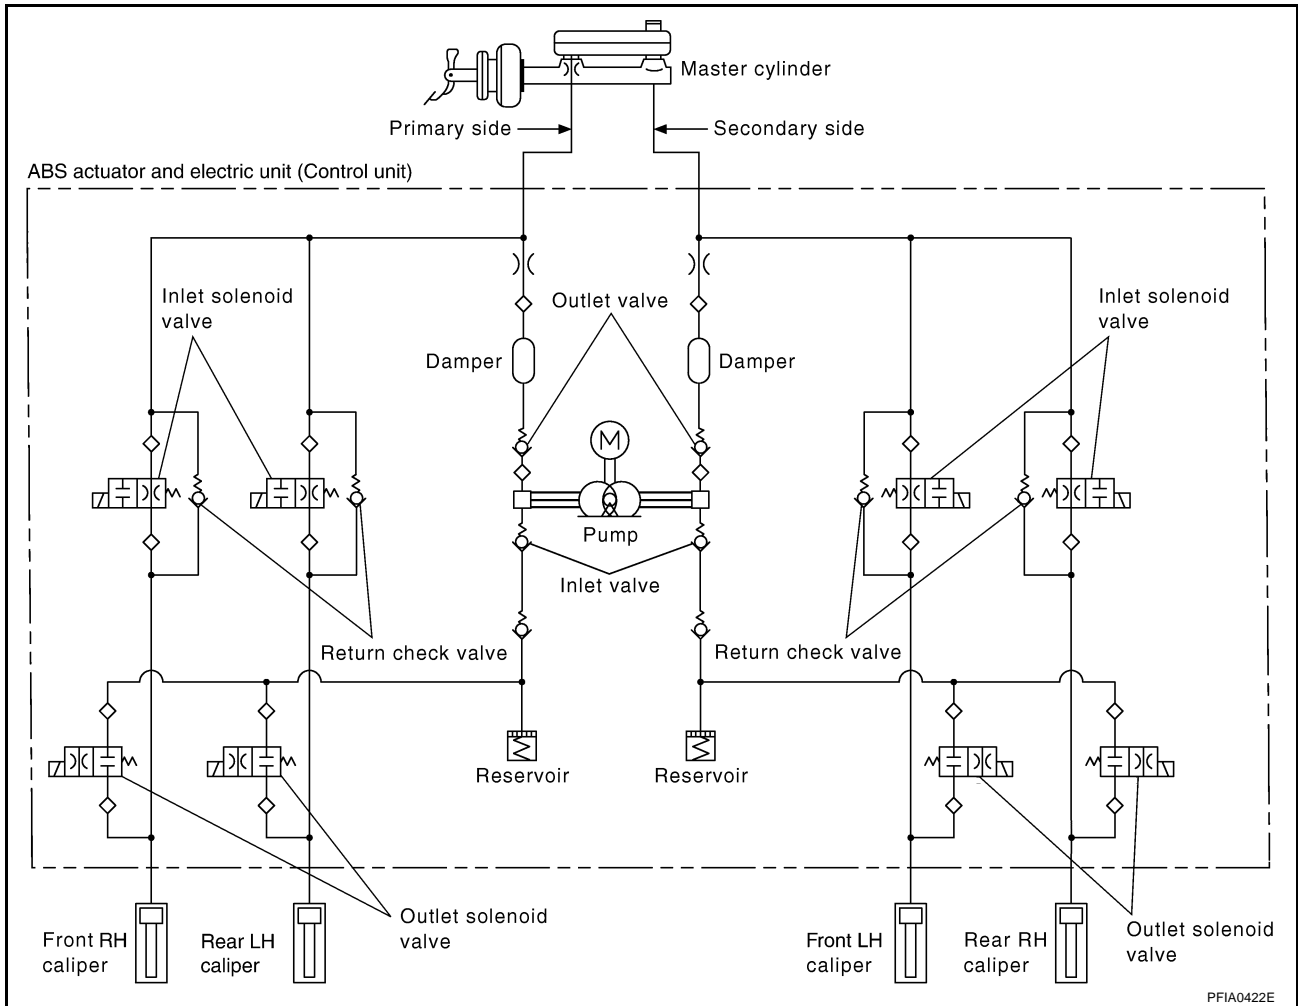 Master cylinder
Primary side
Secondary side
ABS actuator and electric unit (Control unit)
Inlet solenoid
valve
Outlet valve
Inlet solenoid
valve
Damper
Damper
M
Pump
Inlet valve
Return check valve
Return check valve
Reservoir
Reservoir
Outlet solenoid
valve
Outlet solenoid
valve
Front RH
caliper
Rear LH
caliper
Front LH
caliper
Rear RH
caliper
PFIA0422E